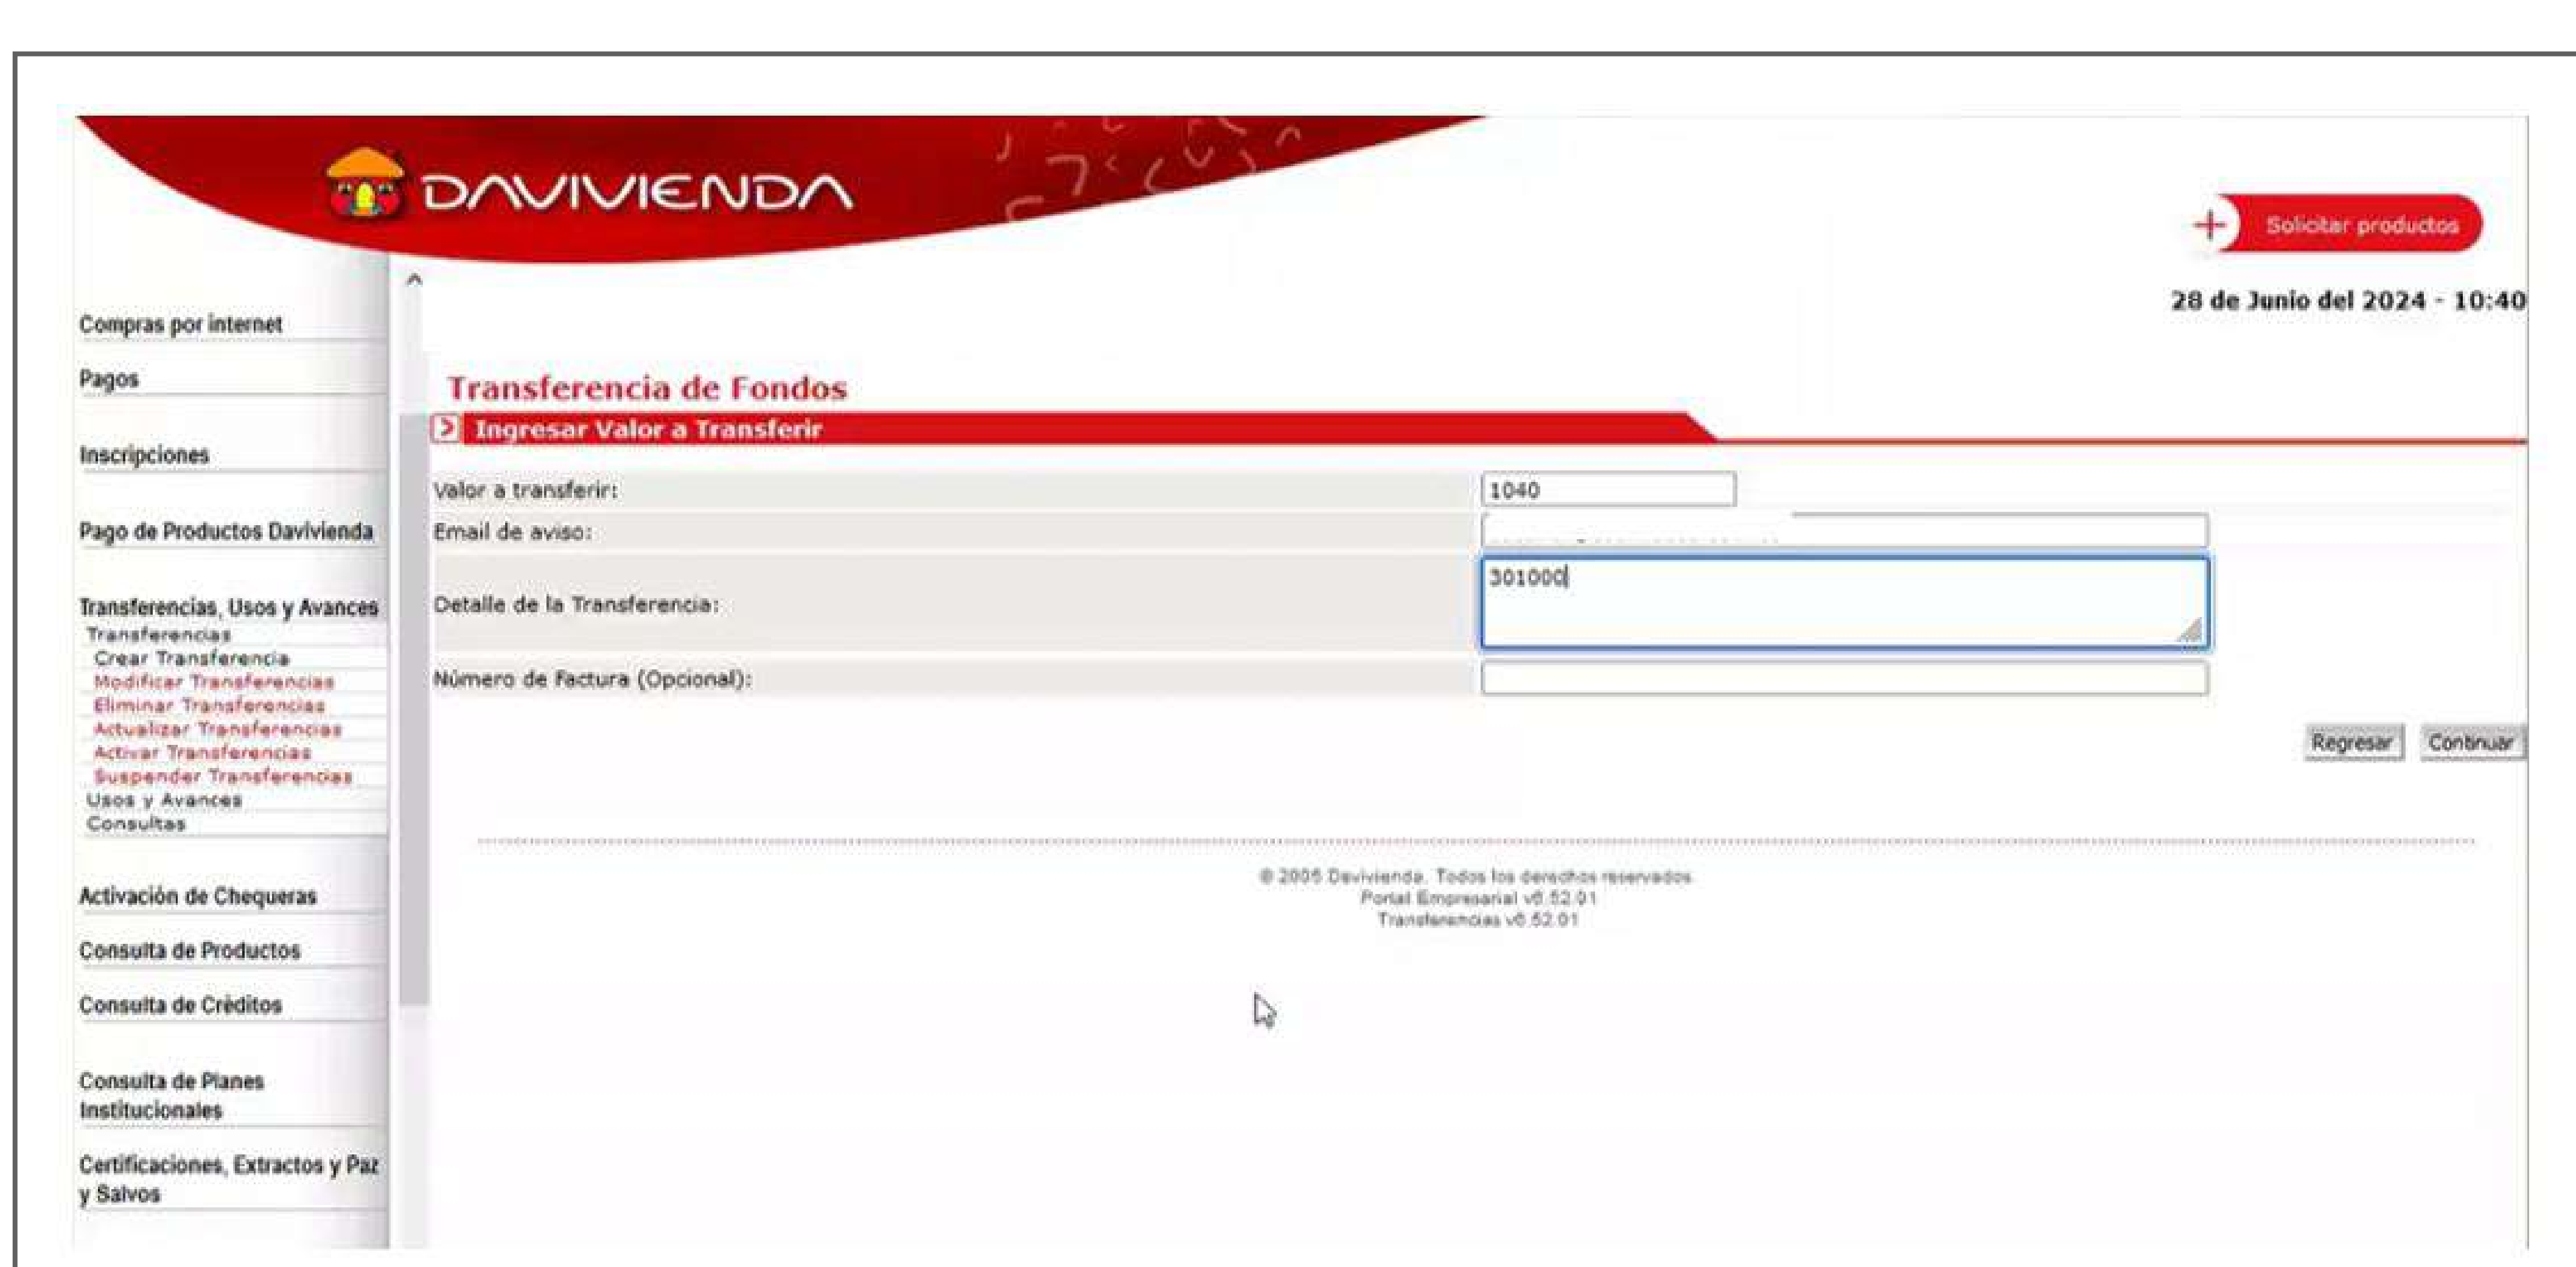 DAVIVIENDA
Solicitar productos
28 de Junio del 2024 - 10:40
Compras por internet
Pagos
Inscripciones
Pago de Productos Davivienda
Transferencias, Usos y Avances
Transferencias
Crear Transferencia
Modificar Transferencias
Eliminar Transferencias
Actualizar Transferencias
Activar Transferencias
Suspender Transferencias
Usos y Avances
Consultas
Activación de Chequeras
Consulta de Productos
Consulta de Créditos
Consulta de Planes
Institucionales
Certificaciones, Extractos y Paz
y Salvos
Transferencia de Fondos
Ingresar Valor a Transferir
Valor a transferir: 1040
Email de aviso:
Detalle de la Transferencia: 301000
Número de Factura (Opcional):
Regresar Continuar
© 2005 Davivienda. Todos los derechos reservados.
Portal Empresarial v6.52.01
Transferencias v6.52.01